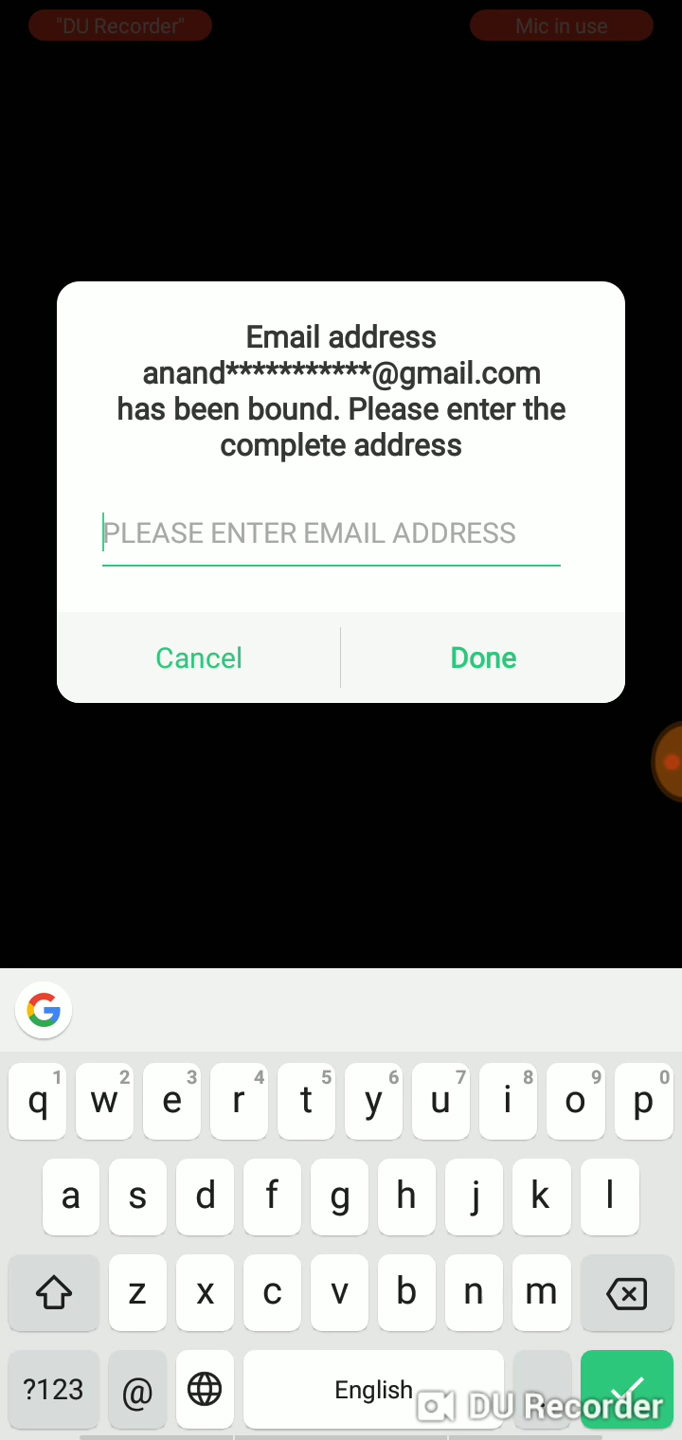 "DU Recorder" Mic in use
Email address
anand***********@gmail.com
has been bound. Please enter the
complete address
PLEASE ENTER EMAIL ADDRESS
Cancel Done
G
1 2 3 4 5 6 7 8 9 0
q w e r t y u i o p
a s d f g h j k l
z x c v b n m
?123 @ English .
DU Recorder